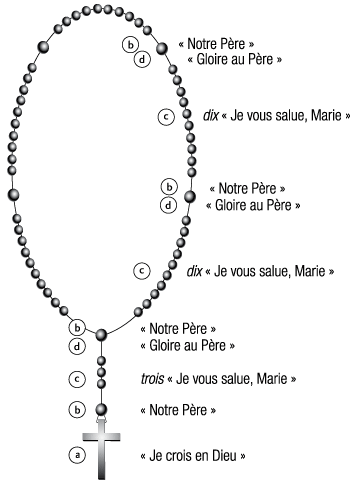 b « Notre Père »
d « Gloire au Père »
c dix « Je vous salue, Marie »
b « Notre Père »
d « Gloire au Père »
c dix « Je vous salue, Marie »
b « Notre Père »
d « Gloire au Père »
c trois « Je vous salue, Marie »
b « Notre Père »
a « Je crois en Dieu »